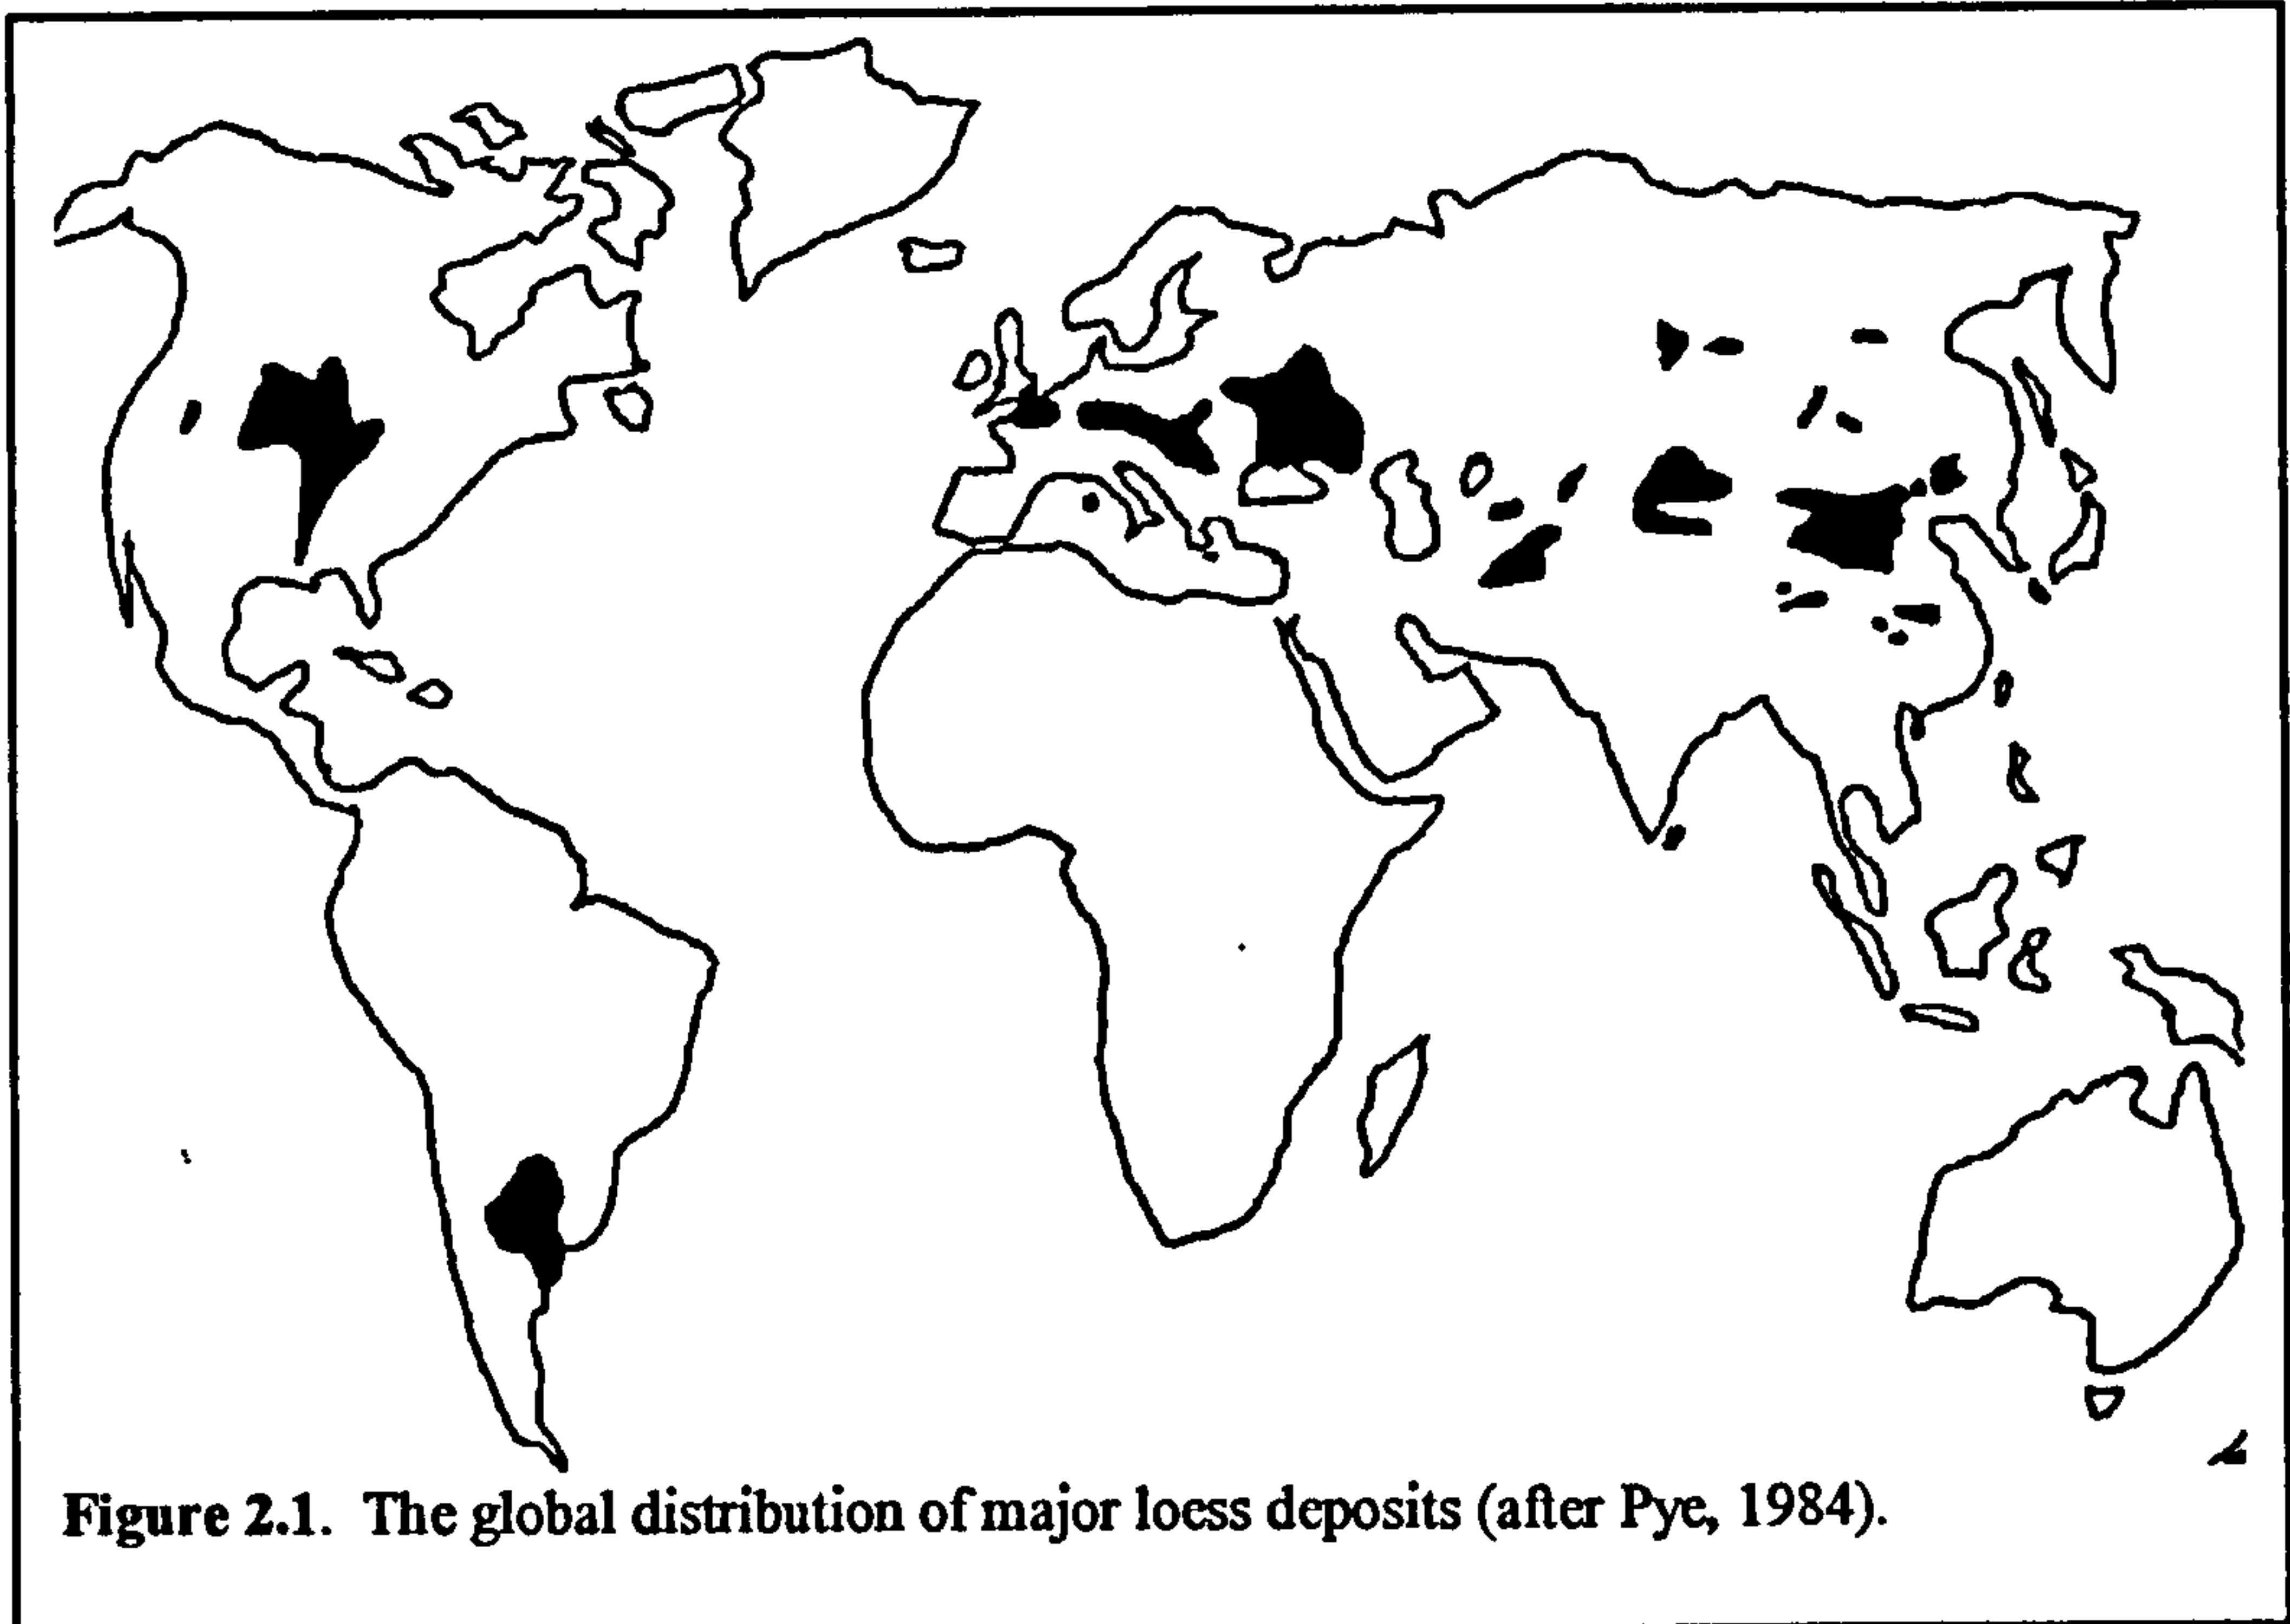 Figure 2.1. The global distribution of major loess deposits (after Pye, 1984).